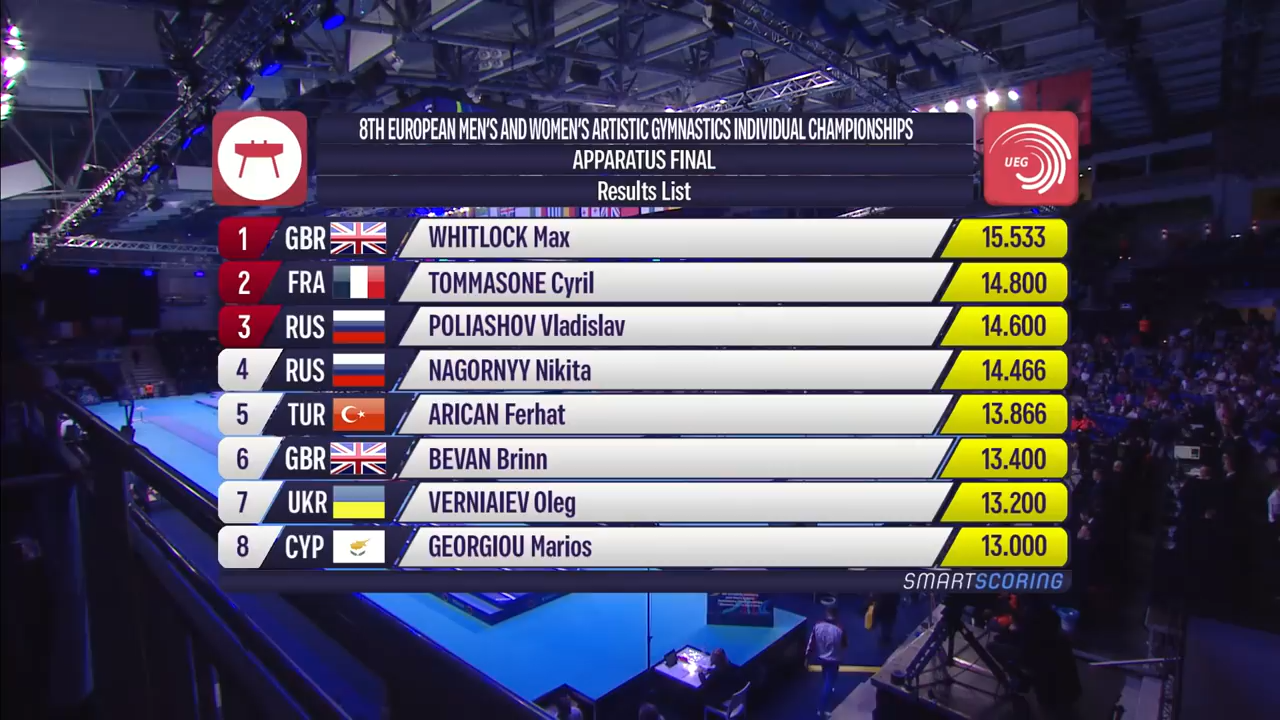 8TH EUROPEAN MEN'S AND WOMEN'S ARTISTIC GYMNASTICS INDIVIDUAL CHAMPIONSHIPS
APPARATUS FINAL
Results List
UEG
1 GBR WHITLOCK Max 15.533
2 FRA TOMMASONE Cyril 14.800
3 RUS POLIASHOV Vladislav 14.600
4 RUS NAGORNYY Nikita 14.466
5 TUR ARICAN Ferhat 13.866
6 GBR BEVAN Brinn 13.400
7 UKR VERNIAIEV Oleg 13.200
8 CYP GEORGIOU Marios 13.000
SMARTSCORING